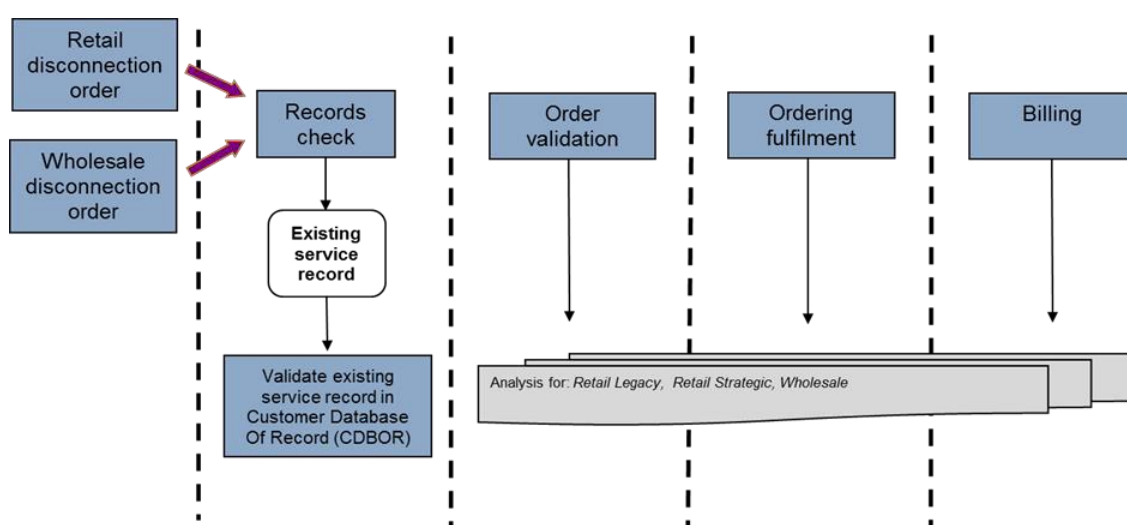 Retail
disconnection
order
Wholesale
disconnection
order
Records
check
Existing
service
record
Validate existing
service record in
Customer Database
Of Record (CDBOR)
Order
validation
Ordering
fulfilment
Billing
Analysis for: Retail Legacy, Retail Strategic, Wholesale